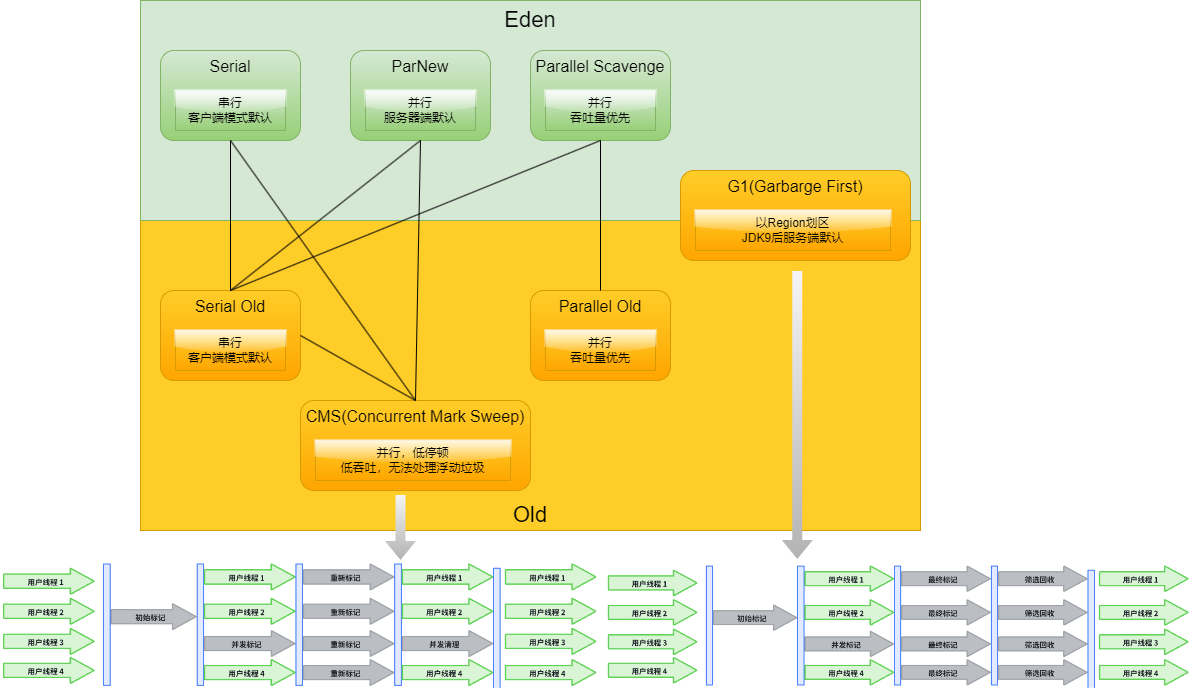 Eden
Serial
串行
客户端模式默认
ParNew
并行
服务器端默认
Parallel Scavenge
并行
吞吐量优先
G1(Garbarge First)
以Region划区
JDK9后服务端默认
Serial Old
串行
客户端模式默认
Parallel Old
并行
吞吐量优先
CMS(Concurrent Mark Sweep)
并行，低停顿
低吞吐，无法处理浮动垃圾
Old
用户线程 1
用户线程 2
用户线程 3
用户线程 4
初始标记
用户线程 1
用户线程 2
并发标记
用户线程 4
重新标记
重新标记
重新标记
重新标记
用户线程 1
用户线程 2
并发清理
用户线程 4
用户线程 1
用户线程 2
用户线程 3
用户线程 4
用户线程 1
用户线程 2
用户线程 3
用户线程 4
初始标记
用户线程 1
用户线程 2
并发标记
用户线程 4
最终标记
最终标记
最终标记
最终标记
筛选回收
筛选回收
筛选回收
筛选回收
用户线程 1
用户线程 2
用户线程 3
用户线程 4